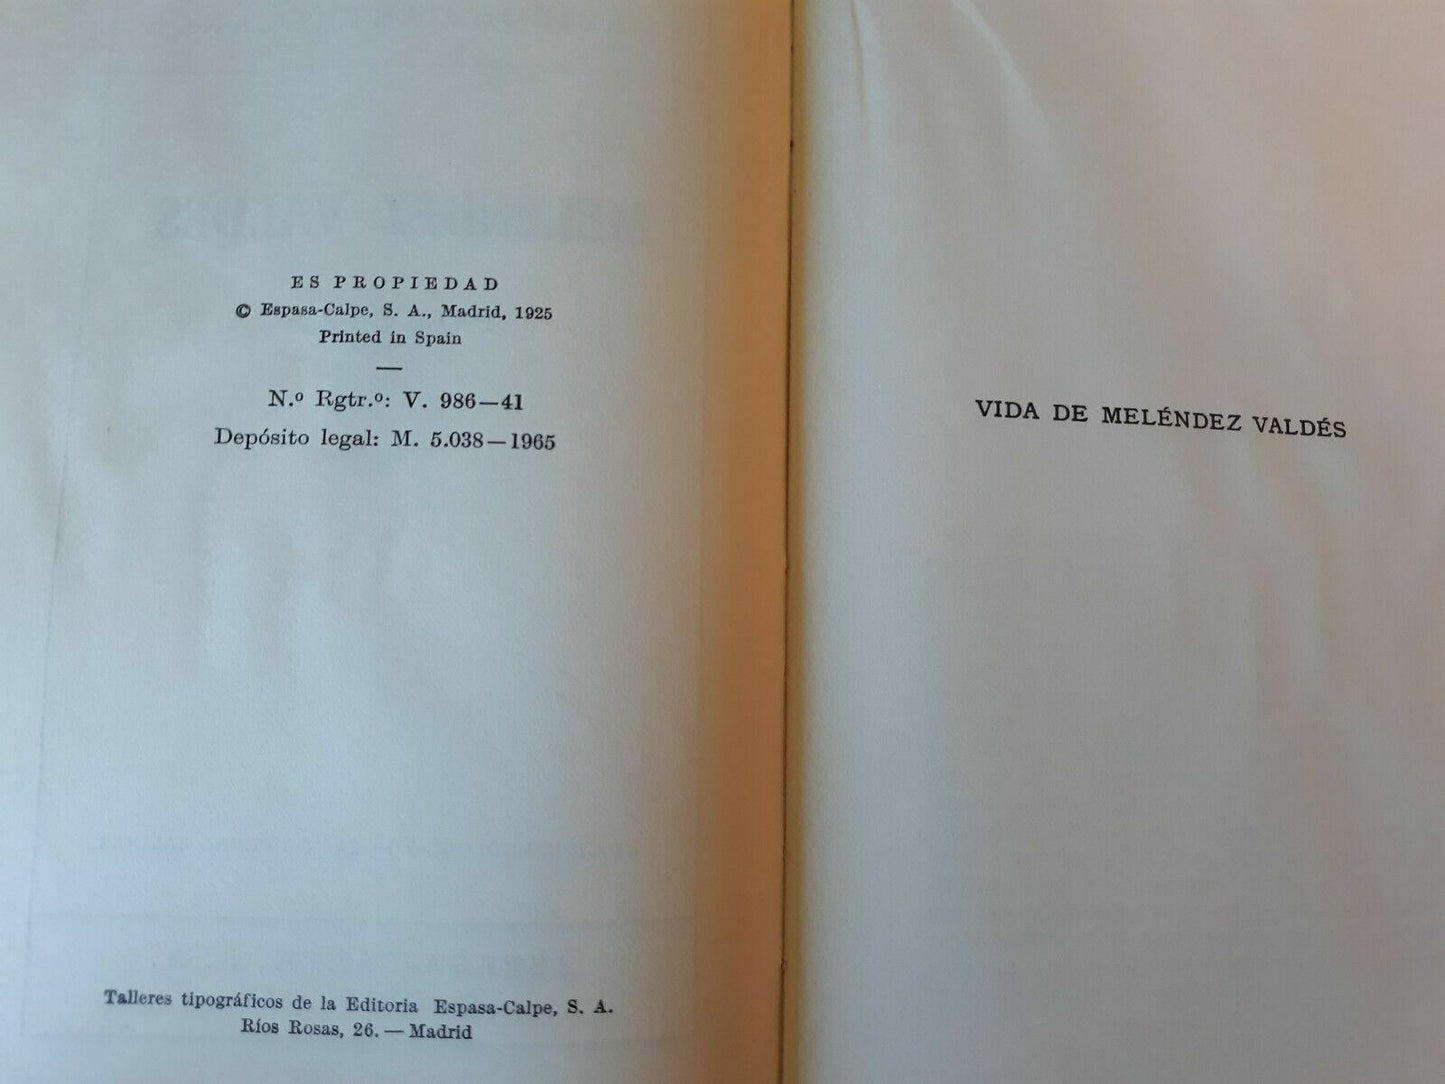 ES PROPIEDAD
© Espasa-Calpe, S. A., Madrid, 1925
Printed in Spain
—
N.º Rgtr.º: V. 986—41
Depósito legal: M. 5.038—1965
Talleres tipográficos de la Editoria Espasa-Calpe, S. A.
Ríos Rosas, 26. — Madrid
VIDA DE MELÉNDEZ VALDÉS